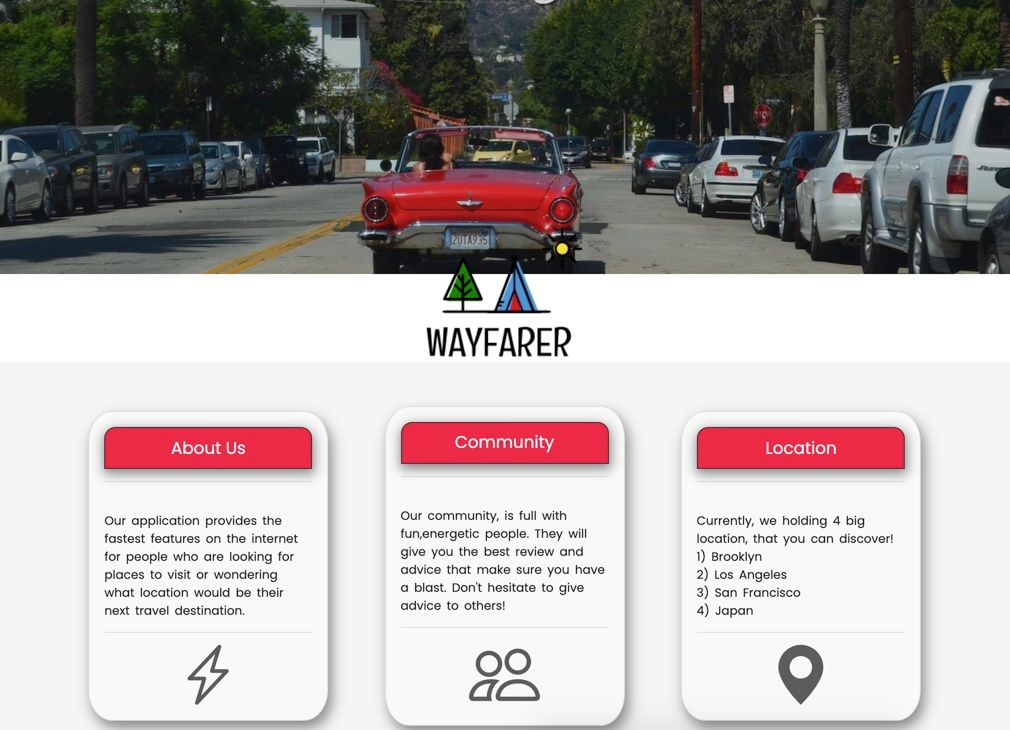 2UTA935
WAYFARER
About Us
Our application provides the
fastest features on the internet
for people who are looking for
places to visit or wondering
what location would be their
next travel destination.
Community
Our community, is full with
fun,energetic people. They will
give you the best review and
advice that make sure you have
a blast. Don't hesitate to give
advice to others!
Location
Currently, we holding 4 big
location, that you can discover!
1) Brooklyn
2) Los Angeles
3) San Francisco
4) Japan